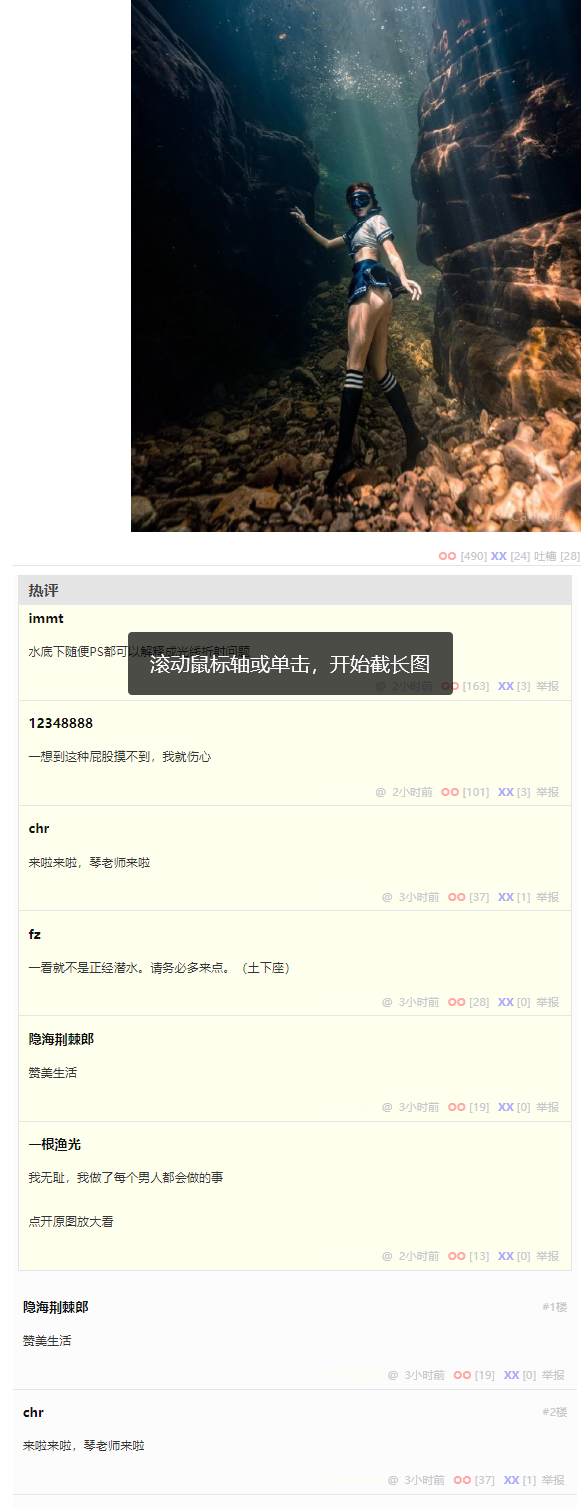 OO [490] XX [24] 吐槽 [28]
热评
immt
水底下随便PS都可以解释成光线折射问题
滚动鼠标轴或单击，开始截长图
@ 2小时前 OO [163] XX [3] 举报
12348888
一想到这种屁股摸不到，我就伤心
@ 2小时前 OO [101] XX [3] 举报
chr
来啦来啦，琴老师来啦
@ 3小时前 OO [37] XX [1] 举报
fz
一看就不是正经潜水。请务必多来点。（土下座）
@ 3小时前 OO [28] XX [0] 举报
隐海荆棘郎
赞美生活
@ 3小时前 OO [19] XX [0] 举报
一根渔光
我无耻，我做了每个男人都会做的事
点开原图放大看
@ 2小时前 OO [13] XX [0] 举报
隐海荆棘郎 #1楼
赞美生活
@ 3小时前 OO [19] XX [0] 举报
chr #2楼
来啦来啦，琴老师来啦
@ 3小时前 OO [37] XX [1] 举报